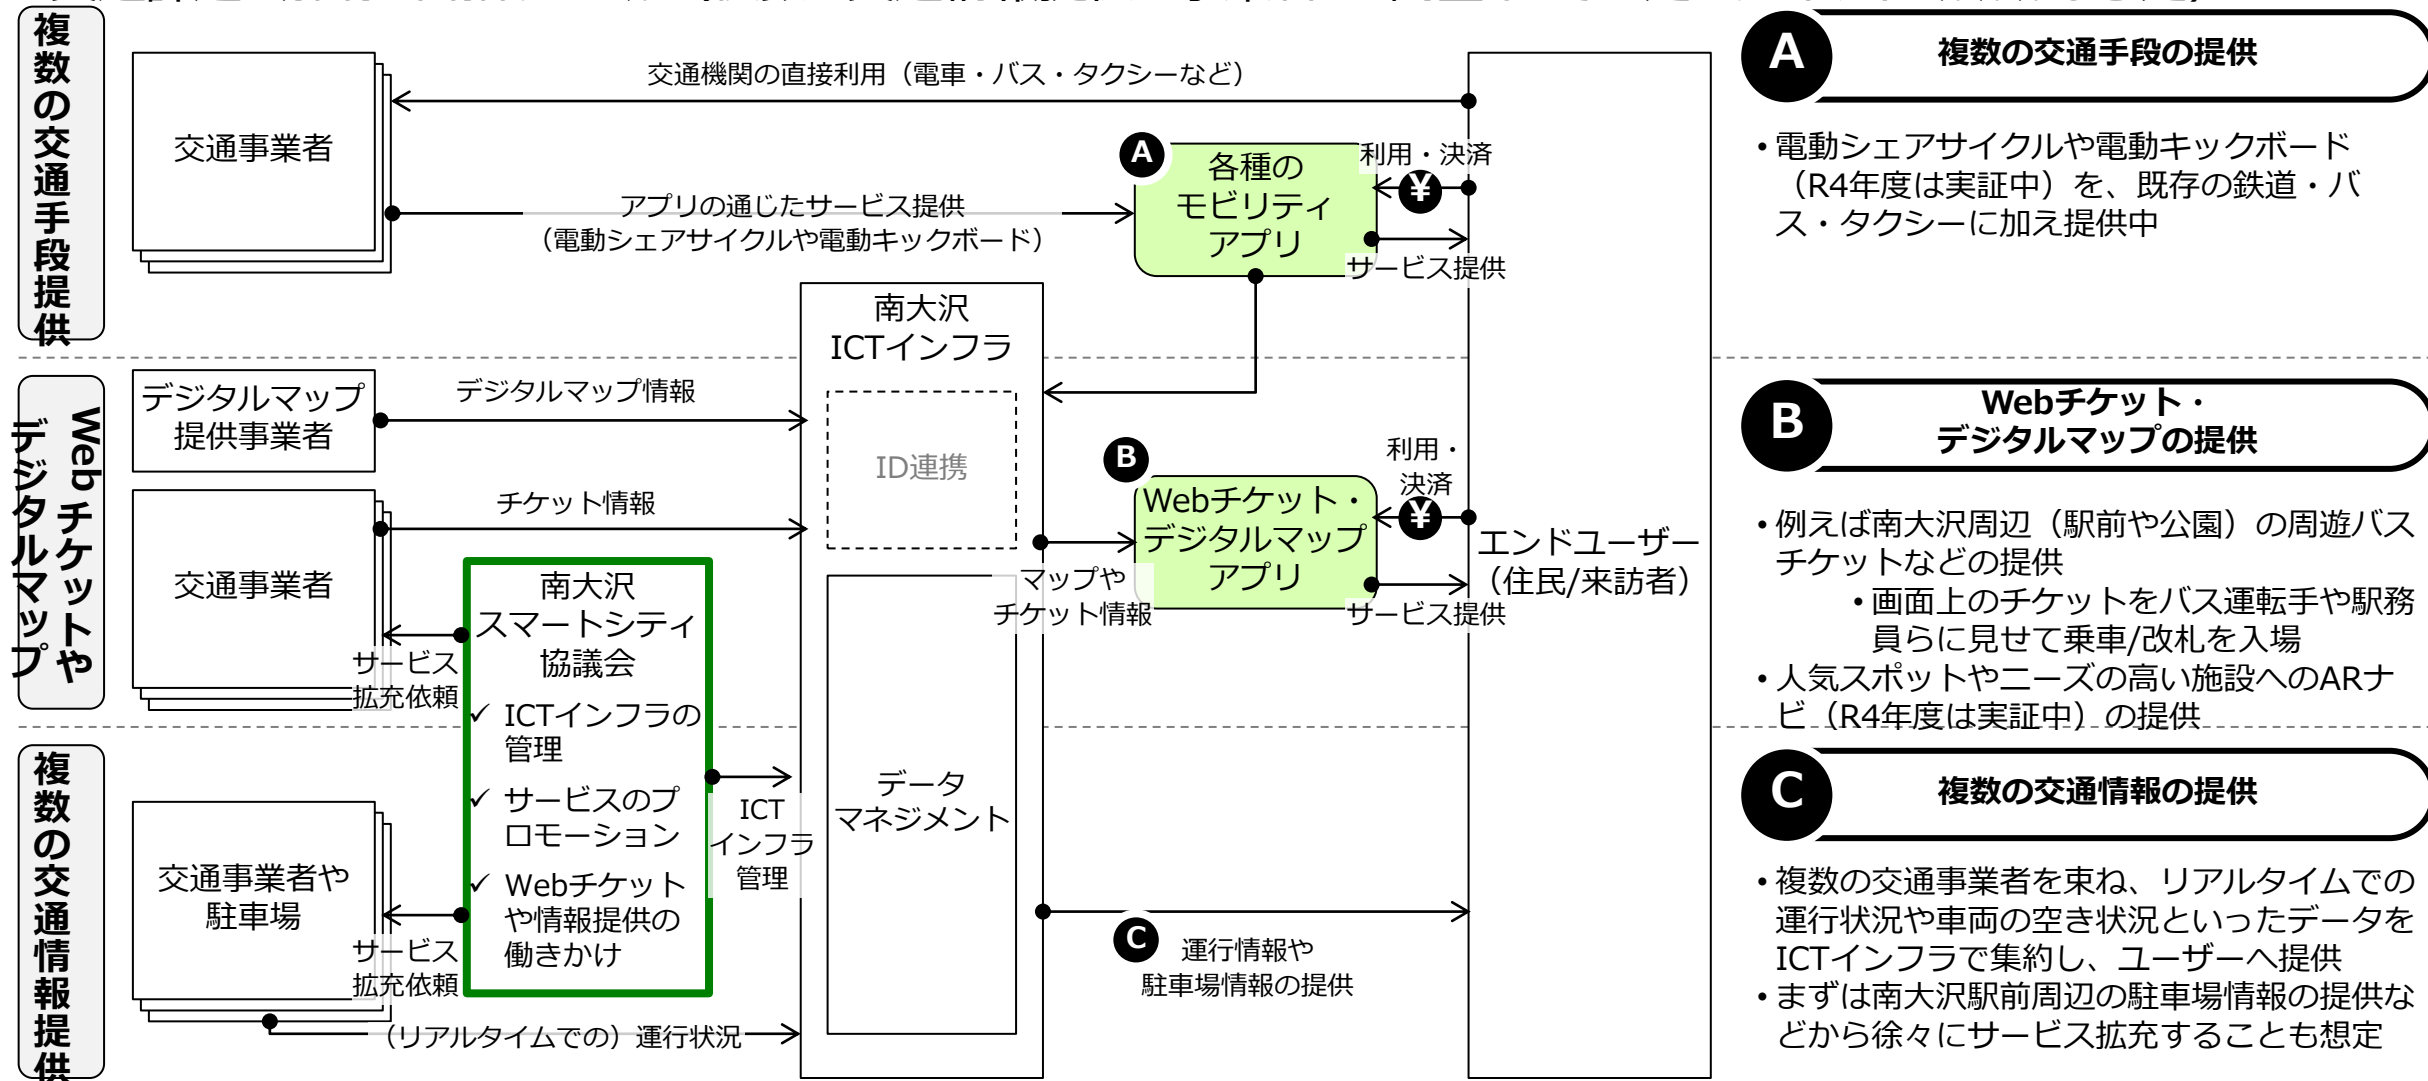 複数の交通手段提供
交通事業者
交通機関の直接利用（電車・バス・タクシーなど）
アプリの通じたサービス提供
（電動シェアサイクルや電動キックボード）
A
各種の
モビリティ
アプリ
利用・決済
¥
サービス提供
A
複数の交通手段の提供
• 電動シェアサイクルや電動キックボード
（R4年度は実証中）を、既存の鉄道・バ
ス・タクシーに加え提供中
Webチケットや
デジタルマップ
デジタルマップ
提供事業者
デジタルマップ情報
交通事業者
チケット情報
南大沢
ICTインフラ
ID連携
データ
マネジメント
B
Webチケット・
デジタルマップ
アプリ
利用・
決済
¥
サービス提供
マップや
チケット情報
エンドユーザー
（住民/来訪者）
南大沢
スマートシティ
協議会
✓ ICTインフラの
管理
✓ サービスのプ
ロモーション
✓ Webチケット
や情報提供の
働きかけ
サービス
拡充依頼
サービス
拡充依頼
ICT
インフラ
管理
B
Webチケット・
デジタルマップの提供
• 例えば南大沢周辺（駅前や公園）の周遊バス
チケットなどの提供
• 画面上のチケットをバス運転手や駅務
員らに見せて乗車/改札を入場
• 人気スポットやニーズの高い施設へのARナ
ビ（R4年度は実証中）の提供
複数の交通情報提供
交通事業者や
駐車場
（リアルタイムでの）運行状況
C
運行情報や
駐車場情報の提供
C
複数の交通情報の提供
• 複数の交通事業者を束ね、リアルタイムでの
運行状況や車両の空き状況といったデータを
ICTインフラで集約し、ユーザーへ提供
• まずは南大沢駅前周辺の駐車場情報の提供な
どから徐々にサービス拡充することも想定